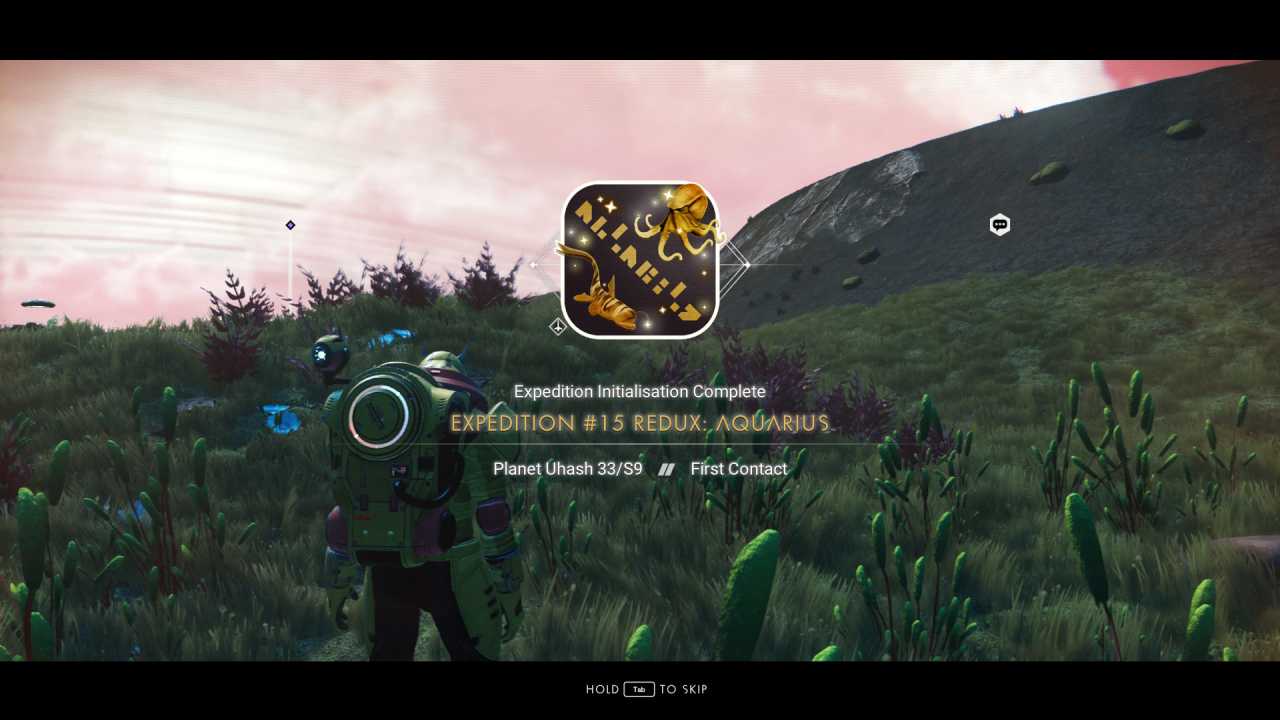 Expedition Initialisation Complete
EXPEDITION #15 REDUX: AQUARIUS
Planet Uhash 33/S9 // First Contact
HOLD Tab TO SKIP